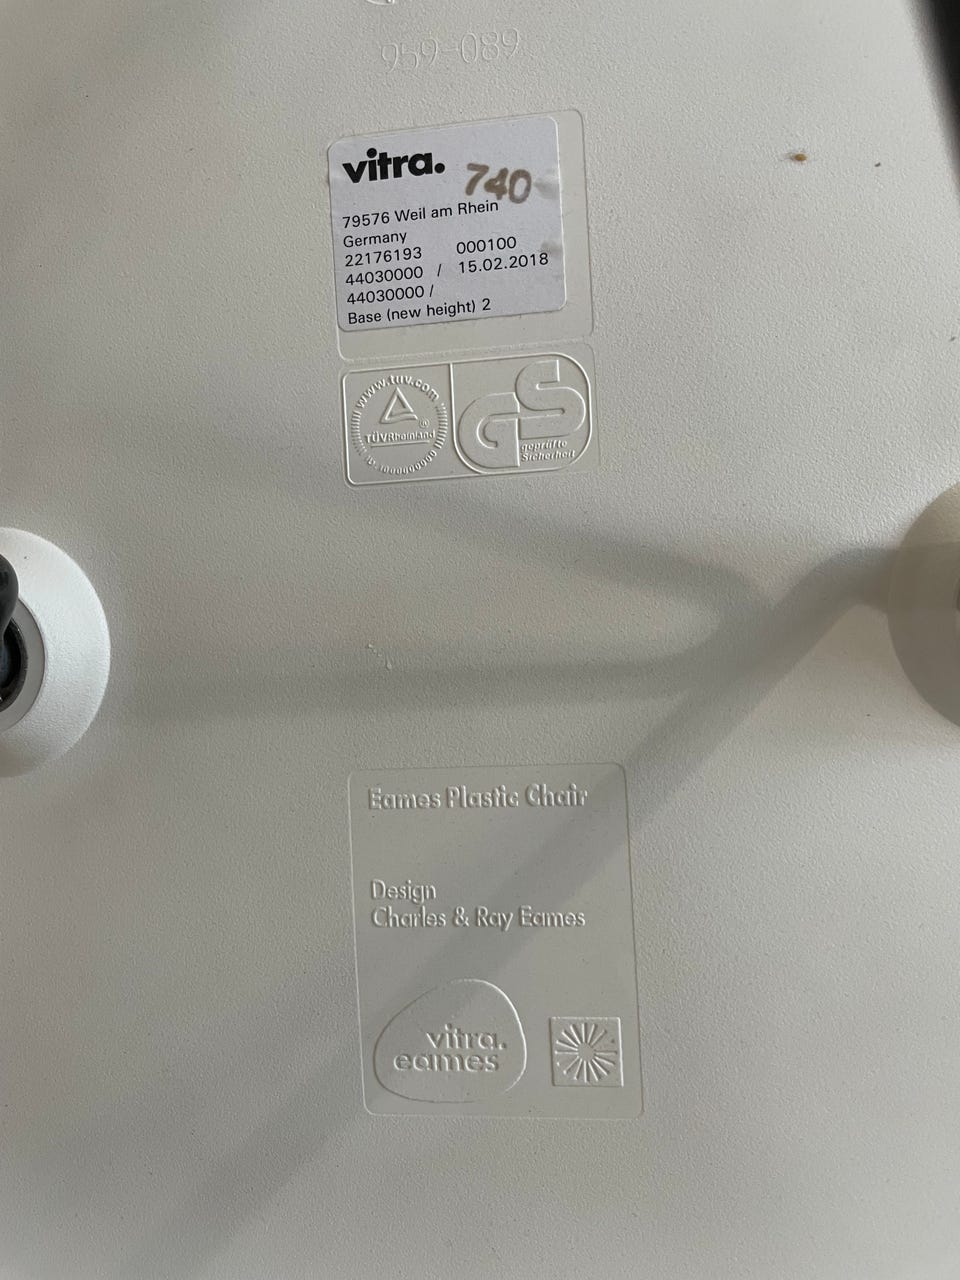 959-089
vitra.
740
79576 Weil am Rhein
Germany
22176193 000100
44030000 / 15.02.2018
44030000 /
Base (new height) 2
www.tuv.com
TÜVRheinland
®
GS
geprüfte
Sicherheit
Eames Plastic Chair
Design
Charles & Ray Eames
vitra.
eames